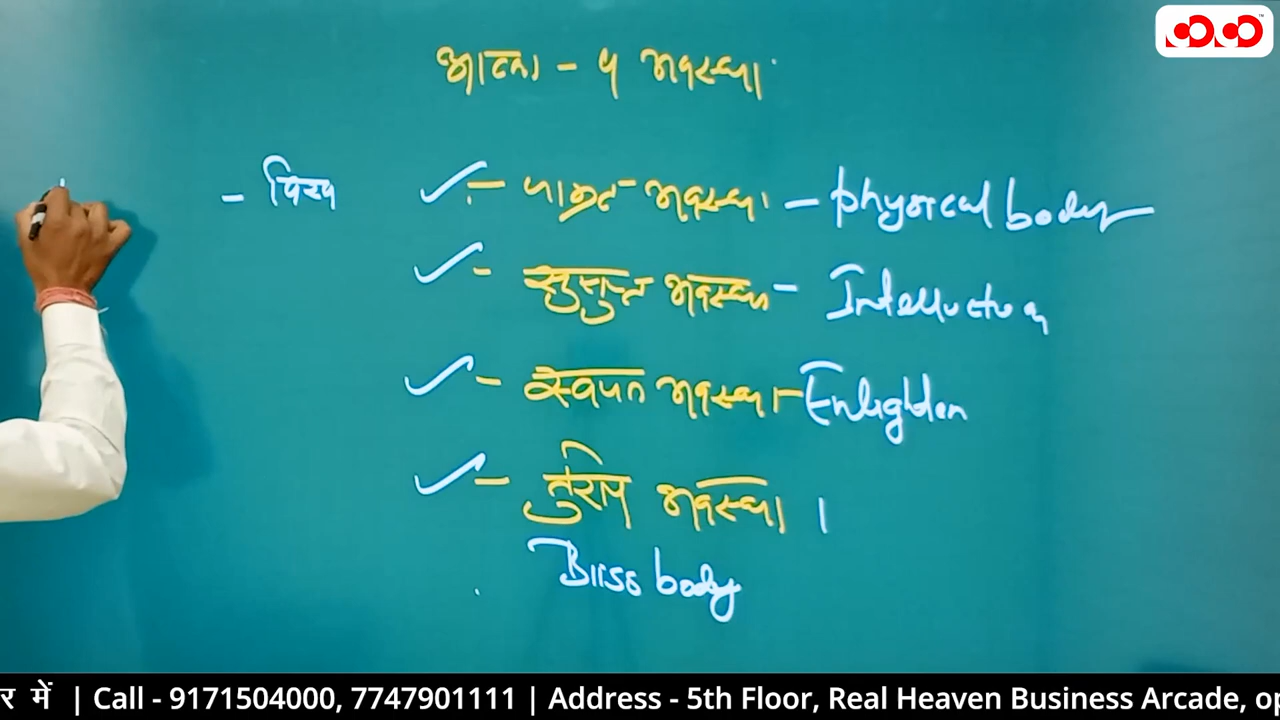 आत्मा - 4 अवस्था
- विश्व - जाग्रत अवस्था - physical body
- सुसुप्त अवस्था - Intellectua
- स्वपन अवस्था - Enlighten
- तुरीय अवस्था ।
Bliss body
र में | Call - 9171504000, 7747901111 | Address - 5th Floor, Real Heaven Business Arcade, op